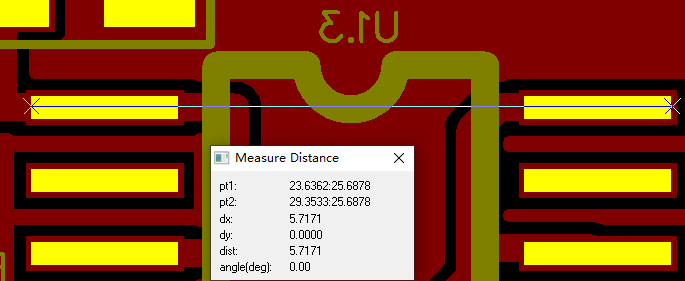 U1.3
Measure Distance
pt1: 23.6362:25.6878
pt2: 29.3533:25.6878
dx: 5.7171
dy: 0.0000
dist: 5.7171
angle(deg): 0.00